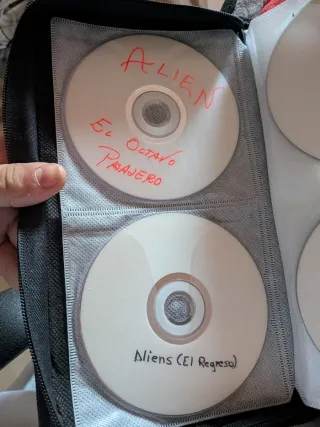 ALIEN
EL OCTAVO
PASAJERO
Aliens (El Regreso)